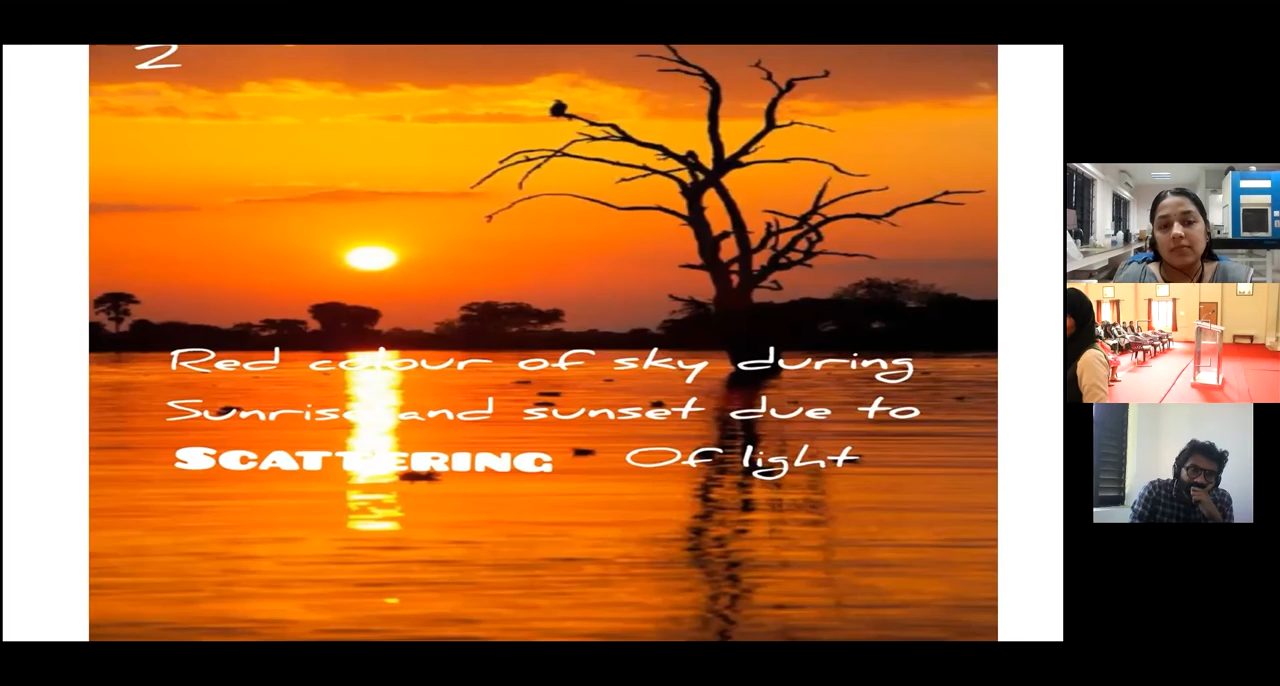 2
Red colour of sky during
Sunrise and sunset due to
SCATTERING Of light